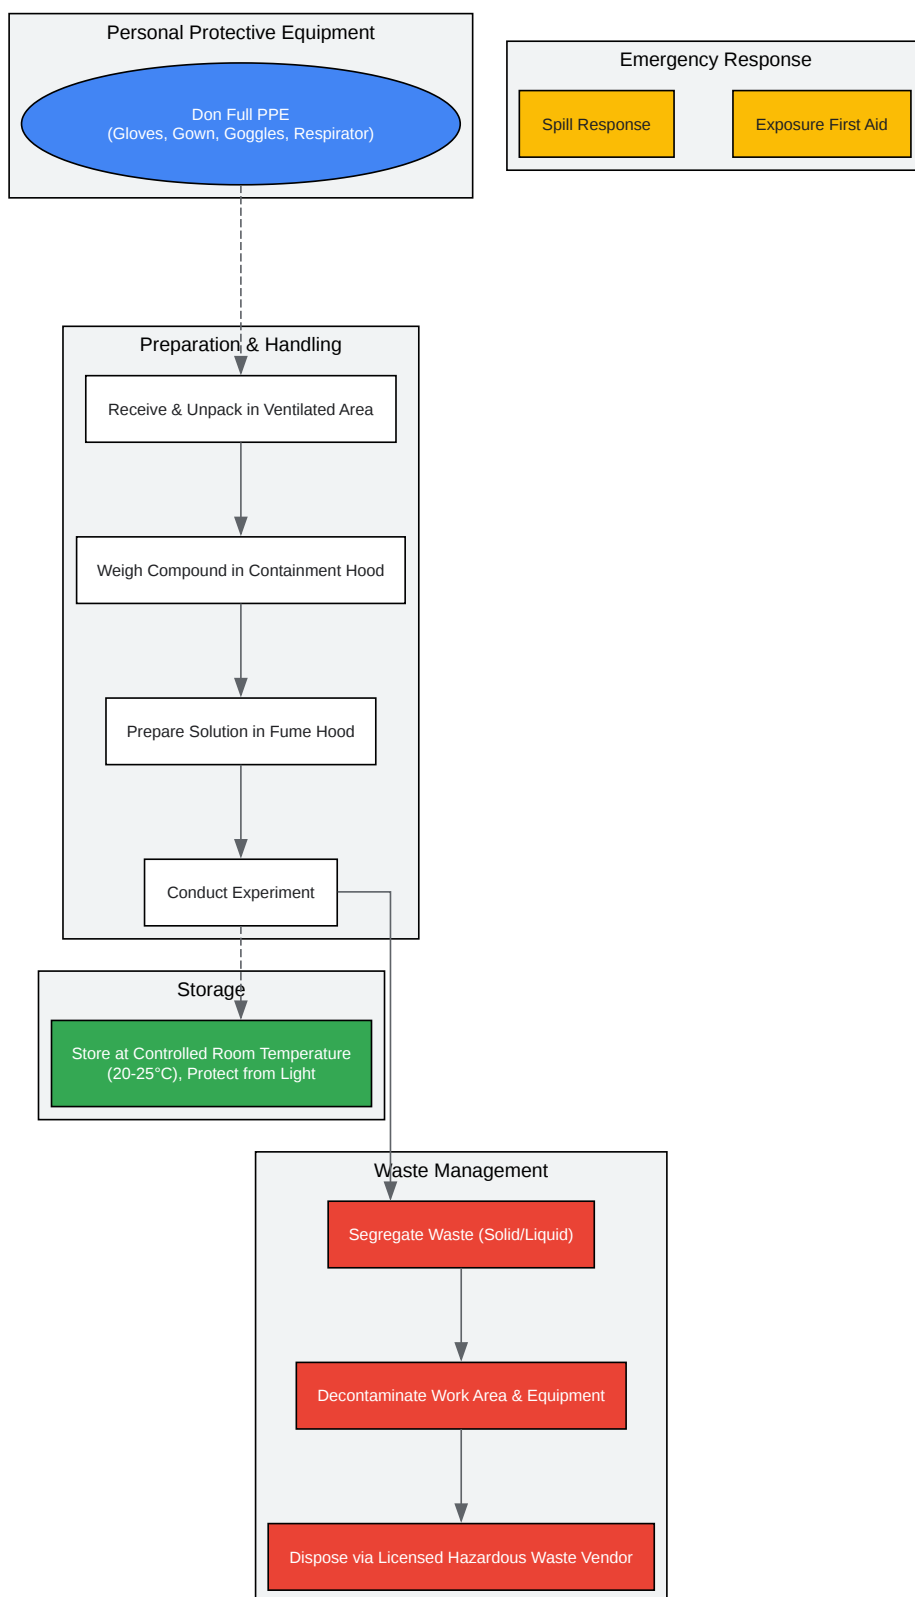 Personal Protective Equipment
Don Full PPE
(Gloves, Gown, Goggles, Respirator)
Emergency Response
Spill Response
Exposure First Aid
Preparation & Handling
Receive & Unpack in Ventilated Area
Weigh Compound in Containment Hood
Prepare Solution in Fume Hood
Conduct Experiment
Storage
Store at Controlled Room Temperature
(20-25°C), Protect from Light
Waste Management
Segregate Waste (Solid/Liquid)
Decontaminate Work Area & Equipment
Dispose via Licensed Hazardous Waste Vendor